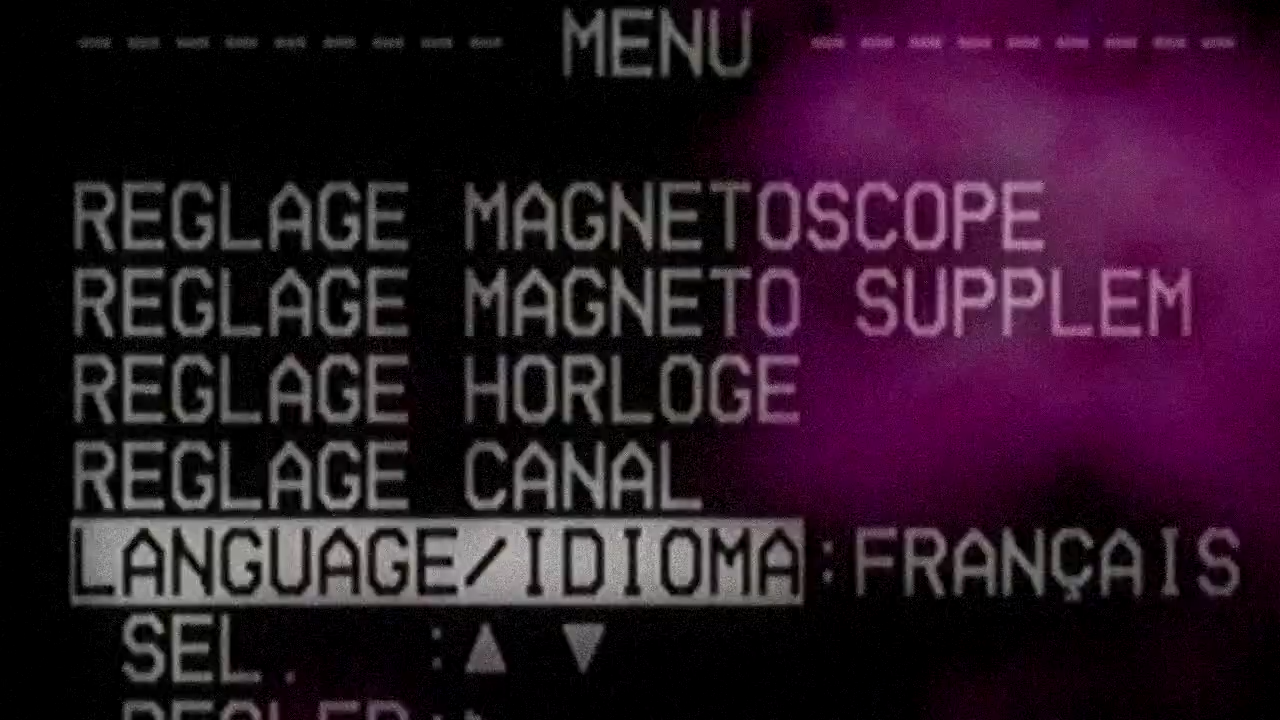 --------- MENU ---------
REGLAGE MAGNETOSCOPE
REGLAGE MAGNETO SUPPLEM
REGLAGE HORLOGE
REGLAGE CANAL
LANGUAGE/IDIOMA:FRANÇAIS
SEL. :▲ ▼